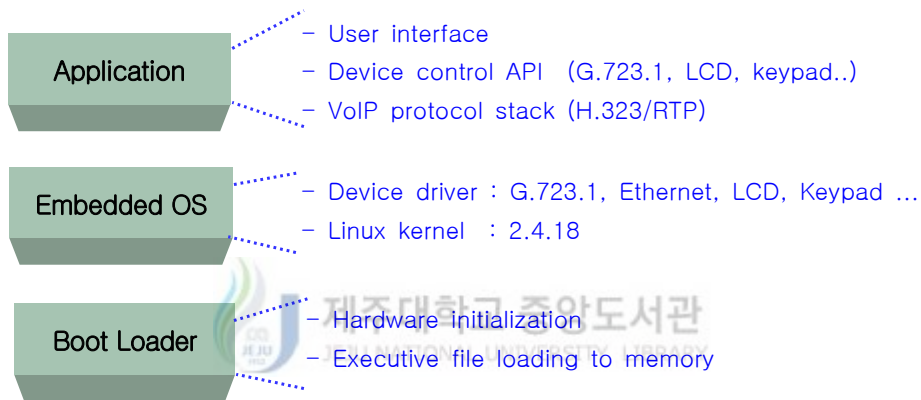 Application
- User interface
- Device control API (G.723.1, LCD, keypad..)
- VoIP protocol stack (H.323/RTP)
Embedded OS
- Device driver : G.723.1, Ethernet, LCD, Keypad ...
- Linux kernel : 2.4.18
제주대학교 중앙도서관
JEJU NATIONAL UNIVERSITY LIBRARY
JEJU
1952
Boot Loader
- Hardware initialization
- Executive file loading to memory